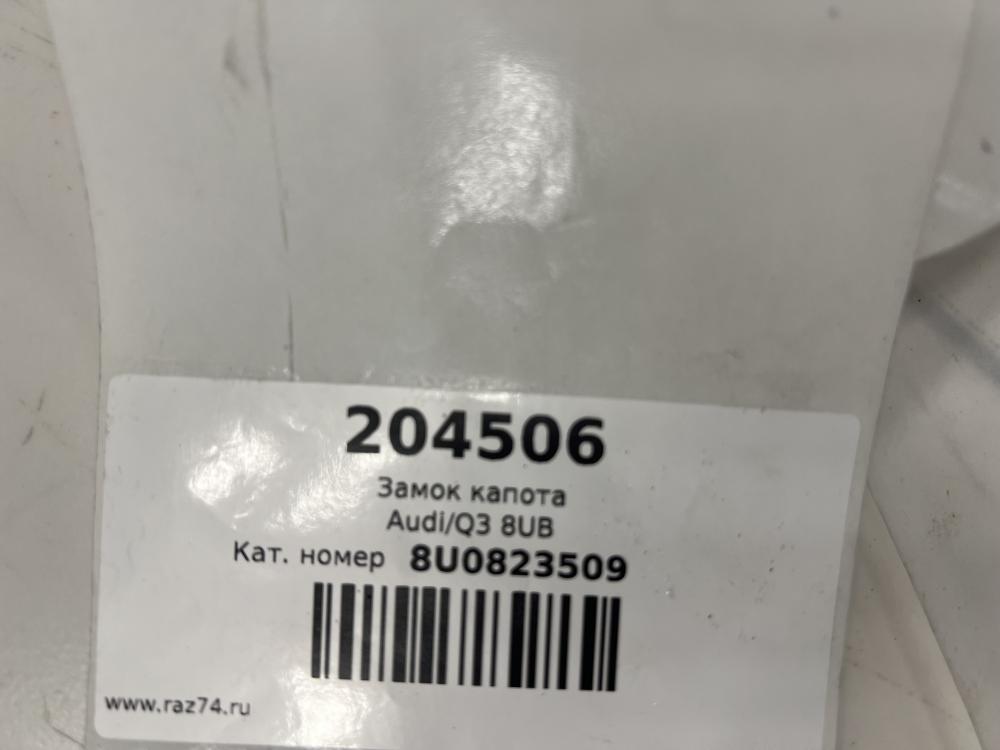 204506
Замок капота
Audi/Q3 8UB
Кат. номер 8U0823509
www.raz74.ru